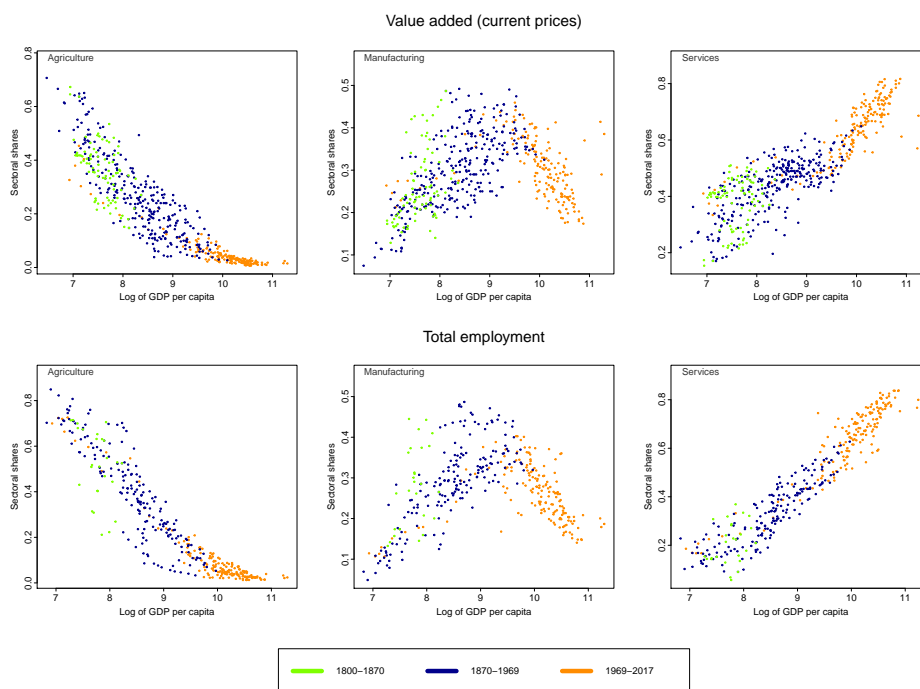 Value added (current prices)
Agriculture
Sectoral shares
0.0 0.2 0.4 0.6 0.8
7 8 9 10 11
Log of GDP per capita
Manufacturing
Sectoral shares
0.1 0.2 0.3 0.4 0.5
7 8 9 10 11
Log of GDP per capita
Services
Sectoral shares
0.2 0.4 0.6 0.8
7 8 9 10 11
Log of GDP per capita
Total employment
Agriculture
Sectoral shares
0.0 0.2 0.4 0.6 0.8
7 8 9 10 11
Log of GDP per capita
Manufacturing
Sectoral shares
0.1 0.2 0.3 0.4 0.5
7 8 9 10 11
Log of GDP per capita
Services
Sectoral shares
0.2 0.4 0.6 0.8
7 8 9 10 11
Log of GDP per capita
1800−1870 1870−1969 1969−2017